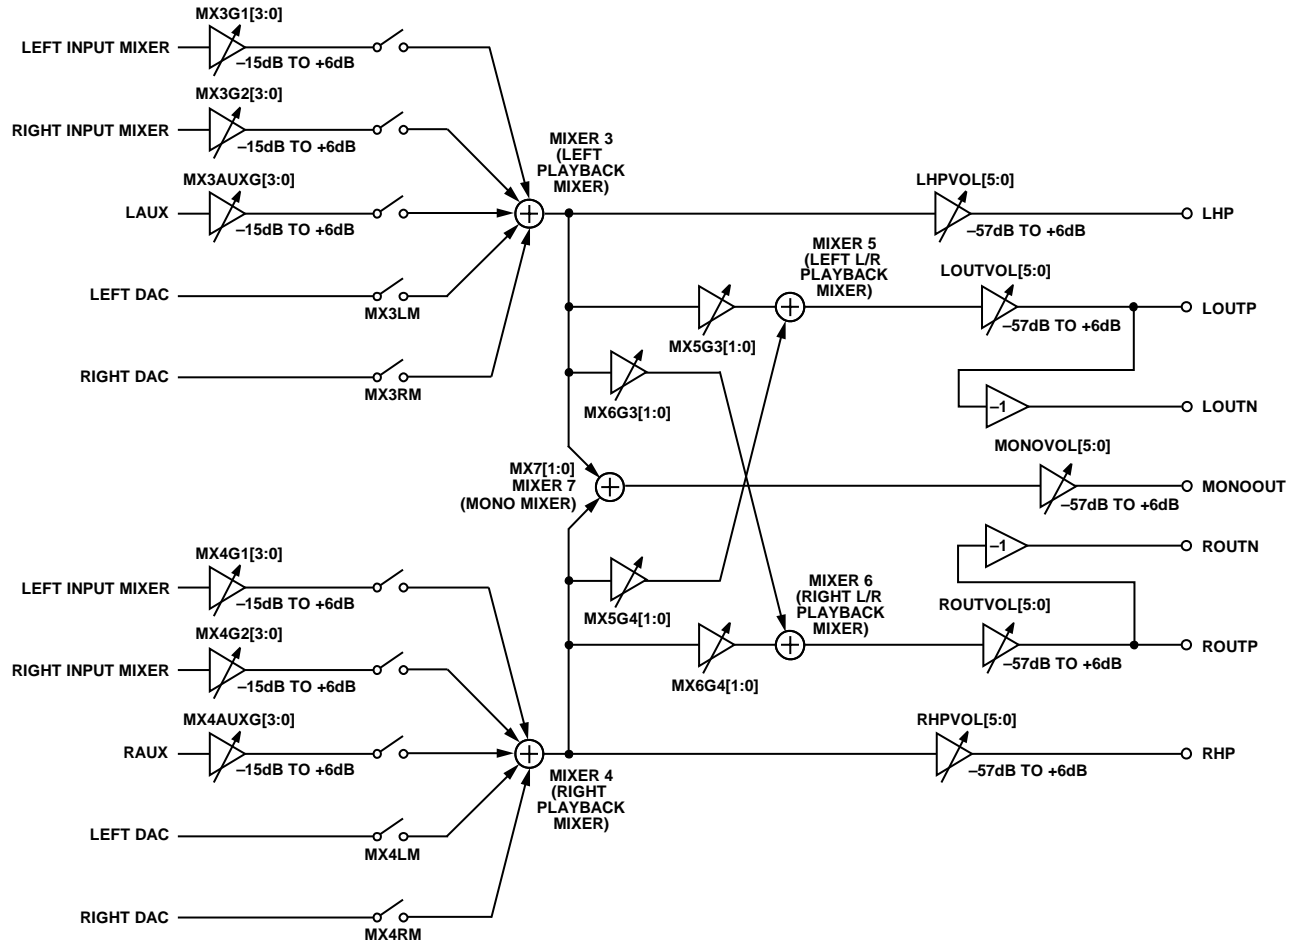 MX3G1[3:0]
LEFT INPUT MIXER
–15dB TO +6dB
MX3G2[3:0]
RIGHT INPUT MIXER
–15dB TO +6dB
MX3AUXG[3:0]
LAUX
–15dB TO +6dB
LEFT DAC
MX3LM
RIGHT DAC
MX3RM
MIXER 3
(LEFT
PLAYBACK
MIXER)
LHPVOL[5:0]
–57dB TO +6dB
LHP
MIXER 5
(LEFT L/R
PLAYBACK
MIXER)
LOUTVOL[5:0]
–57dB TO +6dB
LOUTP
MX5G3[1:0]
MX6G3[1:0]
–1
LOUTN
MX7[1:0]
MIXER 7
(MONO MIXER)
MONOVOL[5:0]
–57dB TO +6dB
MONOOUT
–1
ROUTN
MX5G4[1:0]
MIXER 6
(RIGHT L/R
PLAYBACK
MIXER)
ROUTVOL[5:0]
–57dB TO +6dB
ROUTP
MX6G4[1:0]
MX4G1[3:0]
LEFT INPUT MIXER
–15dB TO +6dB
MX4G2[3:0]
RIGHT INPUT MIXER
–15dB TO +6dB
MX4AUXG[3:0]
RAUX
–15dB TO +6dB
RHPVOL[5:0]
–57dB TO +6dB
RHP
MIXER 4
(RIGHT
PLAYBACK
MIXER)
LEFT DAC
MX4LM
RIGHT DAC
MX4RM